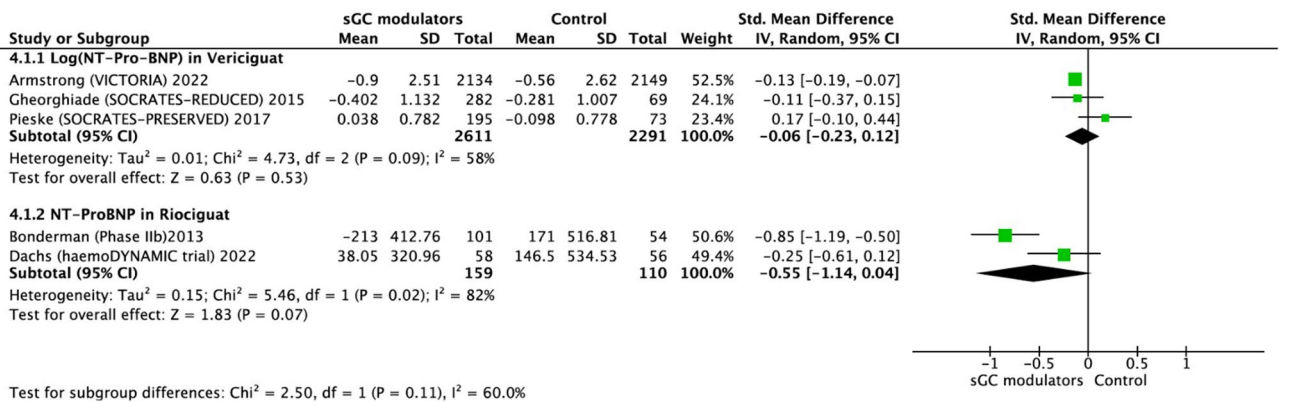 sGC modulators Control Std. Mean Difference Std. Mean Difference
Study or Subgroup Mean SD Total Mean SD Total Weight IV, Random, 95% CI IV, Random, 95% CI
4.1.1 Log(NT-Pro-BNP) in Vericiguat
Armstrong (VICTORIA) 2022 -0.9 2.51 2134 -0.56 2.62 2149 52.5% -0.13 [-0.19, -0.07]
Gheorghiade (SOCRATES-REDUCED) 2015 -0.402 1.132 282 -0.281 1.007 69 24.1% -0.11 [-0.37, 0.15]
Pieske (SOCRATES-PRESERVED) 2017 0.038 0.782 195 -0.098 0.778 73 23.4% 0.17 [-0.10, 0.44]
Subtotal (95% CI) 2611 2291 100.0% -0.06 [-0.23, 0.12]
Heterogeneity: Tau² = 0.01; Chi² = 4.73, df = 2 (P = 0.09); I² = 58%
Test for overall effect: Z = 0.63 (P = 0.53)
4.1.2 NT-ProBNP in Riociguat
Bonderman (Phase IIb)2013 -213 412.76 101 171 516.81 54 50.6% -0.85 [-1.19, -0.50]
Dachs (haemoDYNAMIC trial) 2022 38.05 320.96 58 146.5 534.53 56 49.4% -0.25 [-0.61, 0.12]
Subtotal (95% CI) 159 110 100.0% -0.55 [-1.14, 0.04]
Heterogeneity: Tau² = 0.15; Chi² = 5.46, df = 1 (P = 0.02); I² = 82%
Test for overall effect: Z = 1.83 (P = 0.07)
-1 -0.5 0 0.5 1
sGC modulators Control
Test for subgroup differences: Chi² = 2.50, df = 1 (P = 0.11), I² = 60.0%